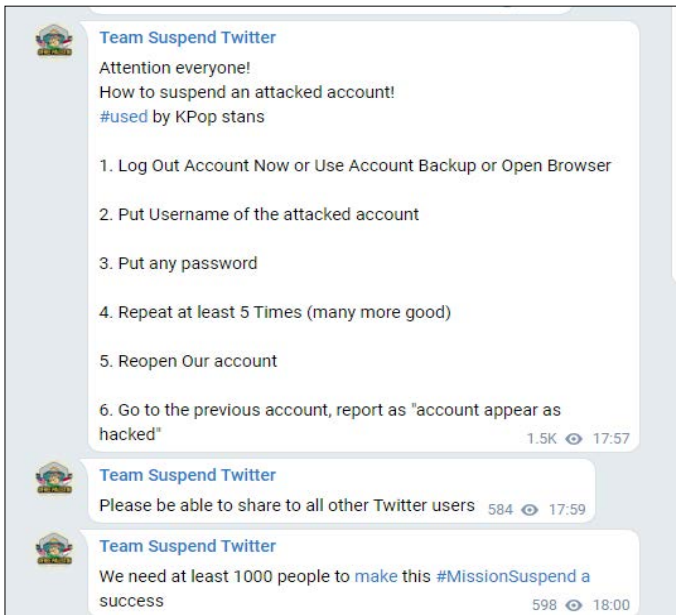 Team Suspend Twitter
Attention everyone!
How to suspend an attacked account!
#used by KPop stans
1. Log Out Account Now or Use Account Backup or Open Browser
2. Put Username of the attacked account
3. Put any password
4. Repeat at least 5 Times (many more good)
5. Reopen Our account
6. Go to the previous account, report as "account appear as
hacked"
1.5K 17:57
Team Suspend Twitter
Please be able to share to all other Twitter users 584 17:59
Team Suspend Twitter
We need at least 1000 people to make this #MissionSuspend a
success
598 18:00